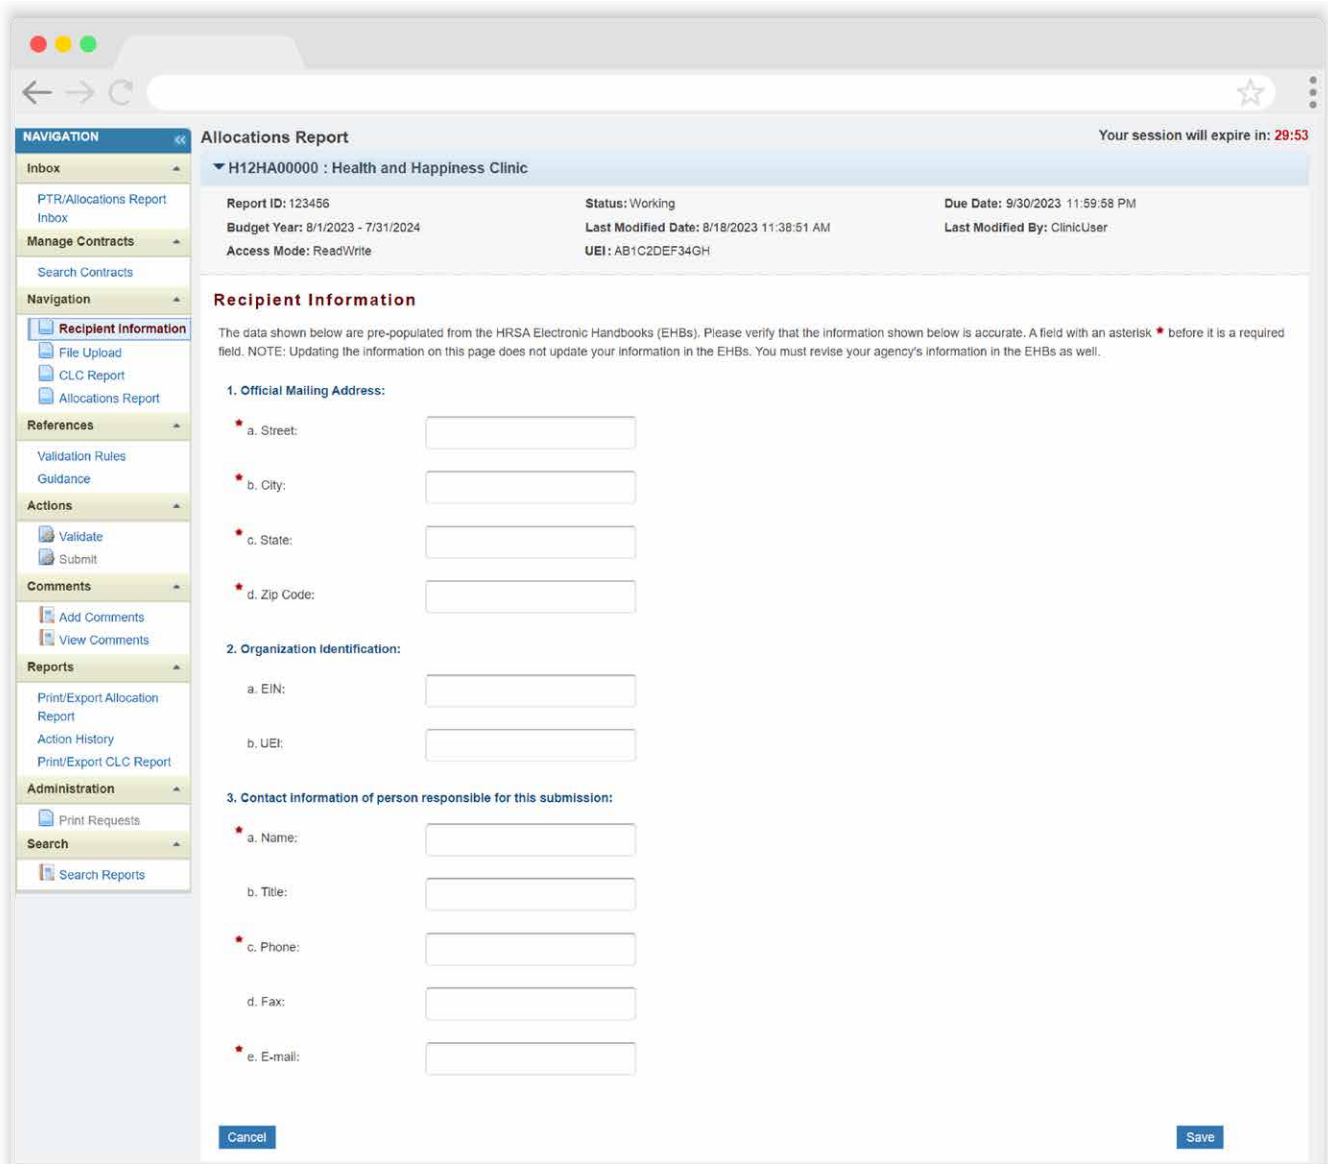 NAVIGATION
Inbox
PTR/Allocations Report
Inbox
Manage Contracts
Search Contracts
Navigation
Recipient Information
File Upload
CLC Report
Allocations Report
References
Validation Rules
Guidance
Actions
Validate
Submit
Comments
Add Comments
View Comments
Reports
Print/Export Allocation
Report
Action History
Print/Export CLC Report
Administration
Print Requests
Search
Search Reports
Allocations Report
Your session will expire in: 29:53
H12HA00000 : Health and Happiness Clinic
Report ID: 123456 Status: Working Due Date: 9/30/2023 11:59:58 PM
Budget Year: 8/1/2023 - 7/31/2024 Last Modified Date: 8/18/2023 11:38:51 AM Last Modified By: ClinicUser
Access Mode: ReadWrite UEI: AB1C2DEF34GH
Recipient Information
The data shown below are pre-populated from the HRSA Electronic Handbooks (EHBs). Please verify that the information shown below is accurate. A field with an asterisk * before it is a required
field. NOTE: Updating the information on this page does not update your information in the EHBs. You must revise your agency's information in the EHBs as well.
1. Official Mailing Address:
* a. Street:
* b. City:
* c. State:
* d. Zip Code:
2. Organization Identification:
a. EIN:
b. UEI:
3. Contact information of person responsible for this submission:
* a. Name:
b. Title:
* c. Phone:
d. Fax:
* e. E-mail:
Cancel Save